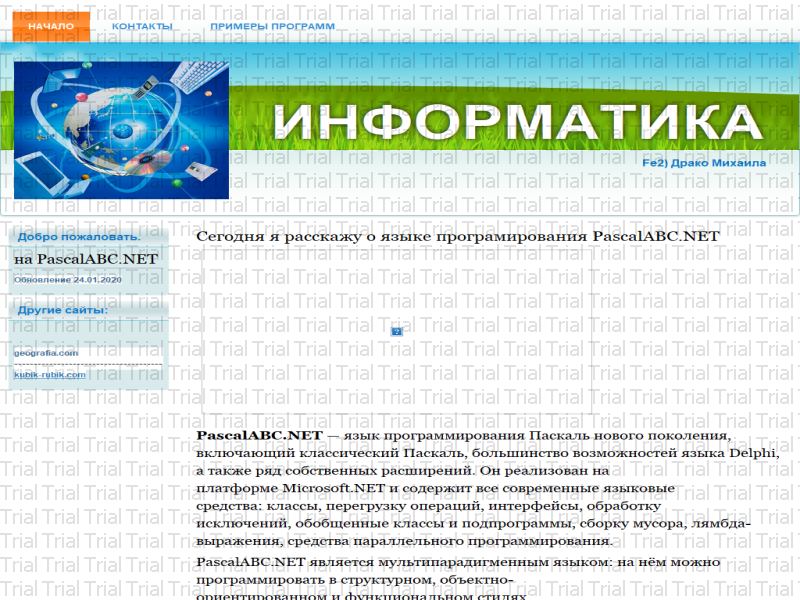 НАЧАЛО КОНТАКТЫ ПРИМЕРЫ ПРОГРАММ
ИНФОРМАТИКА
Fe2) Драко Михаила
Добро пожаловать.
на PascalABC.NET
Обновление 24.01.2020
Другие сайты:
geografia.com
kubik-rubik.com
Сегодня я расскажу о языке програмирования PascalABC.NET
PascalABC.NET — язык программирования Паскаль нового поколения,
включающий классический Паскаль, большинство возможностей языка Delphi,
а также ряд собственных расширений. Он реализован на
платформе Microsoft.NET и содержит все современные языковые
средства: классы, перегрузку операций, интерфейсы, обработку
исключений, обобщенные классы и подпрограммы, сборку мусора, лямбда-
выражения, средства параллельного программирования.
PascalABC.NET является мультипарадигменным языком: на нём можно
программировать в структурном, объектно-
ориентированном и функциональном стилях.
Trial